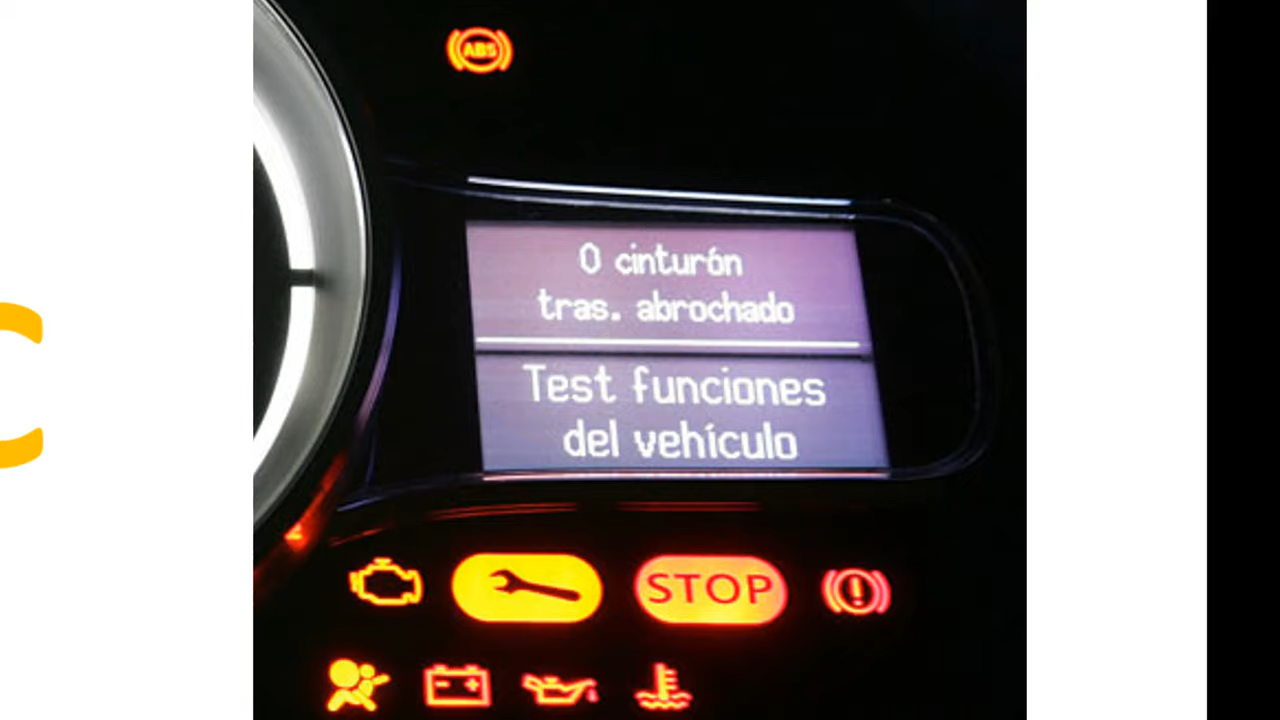 ABS
0 cinturón
tras. abrochado
Test funciones
del vehículo
STOP